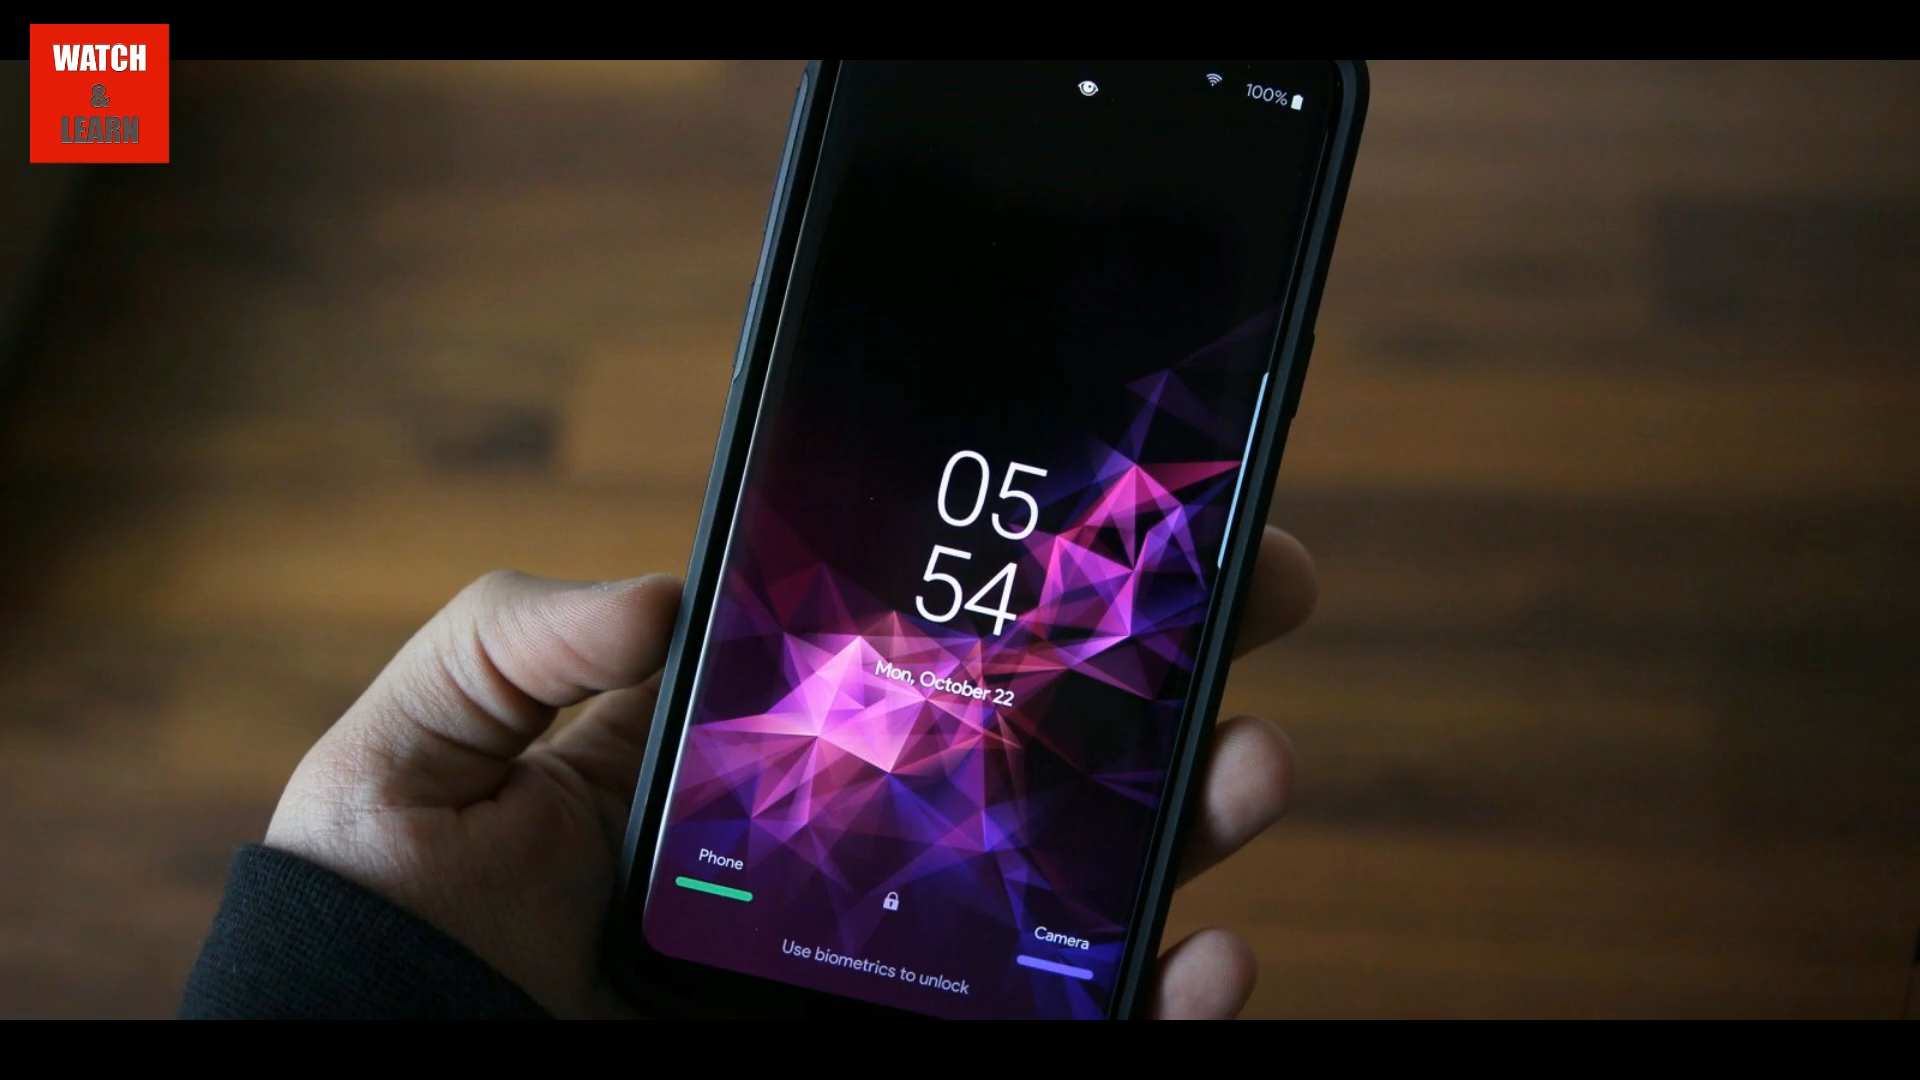 WATCH
&
LEARN
100%
05
54
Mon, October 22
Phone
Camera
Use biometrics to unlock